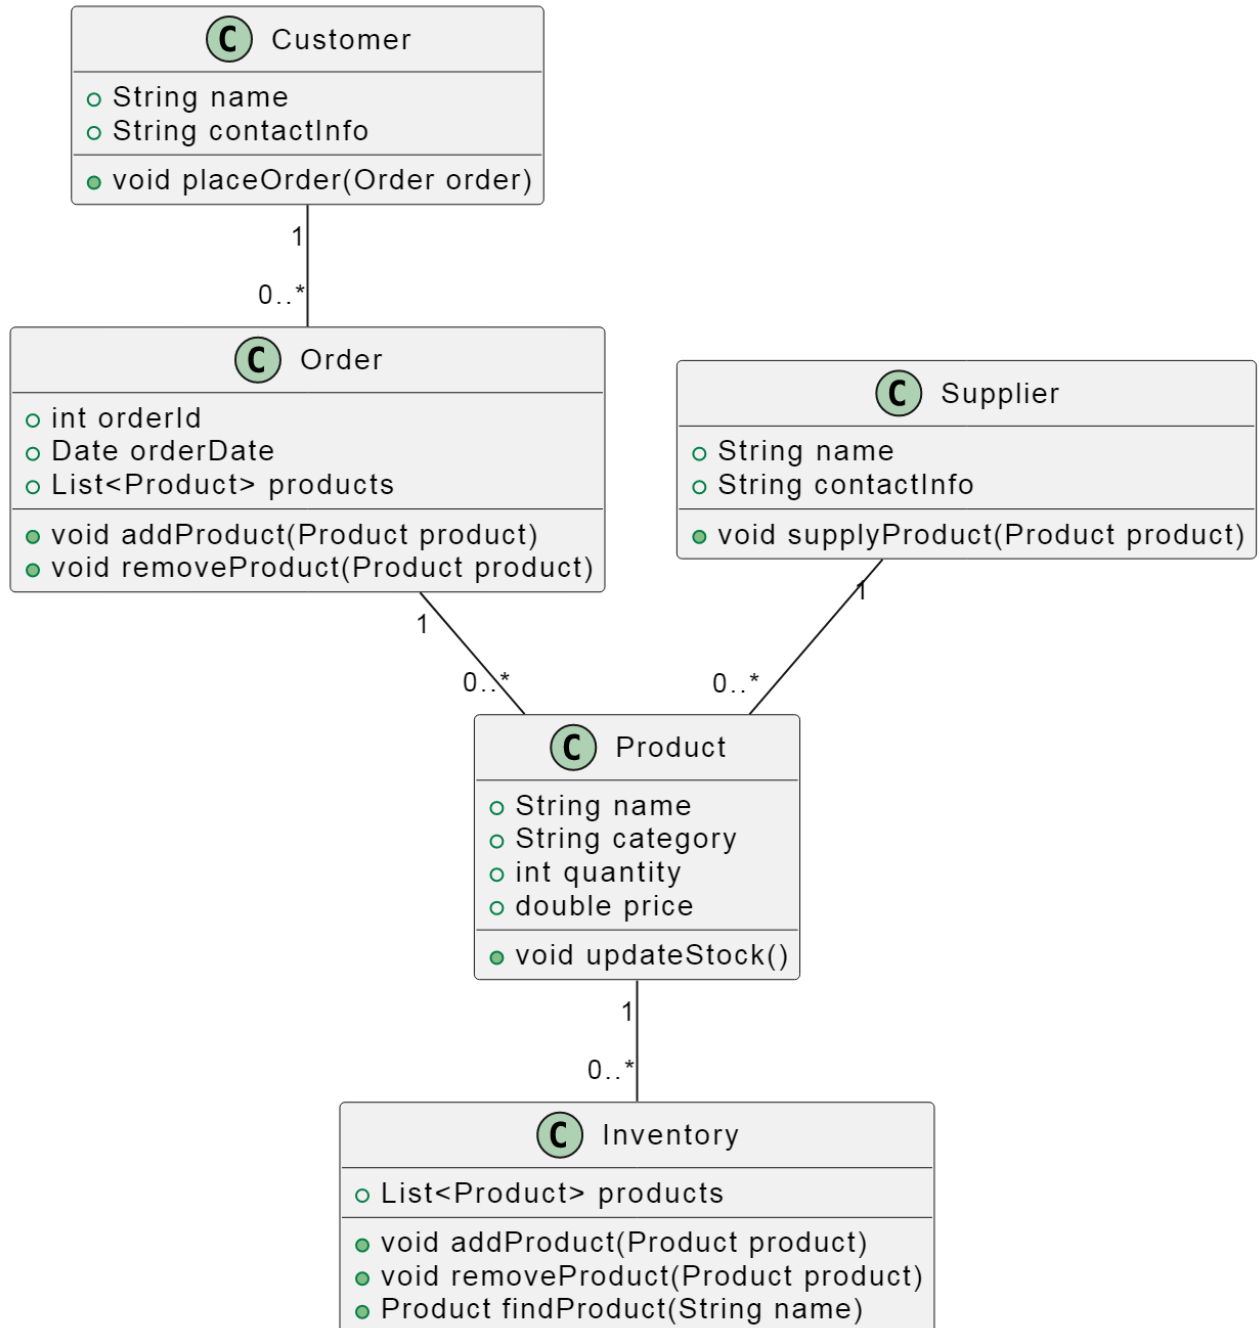 C Customer
String name
String contactInfo
void placeOrder(Order order)
1
0..*
C Order
int orderId
Date orderDate
List<Product> products
void addProduct(Product product)
void removeProduct(Product product)
1
0..*
C Supplier
String name
String contactInfo
void supplyProduct(Product product)
1
0..*
C Product
String name
String category
int quantity
double price
void updateStock()
1
0..*
C Inventory
List<Product> products
void addProduct(Product product)
void removeProduct(Product product)
Product findProduct(String name)